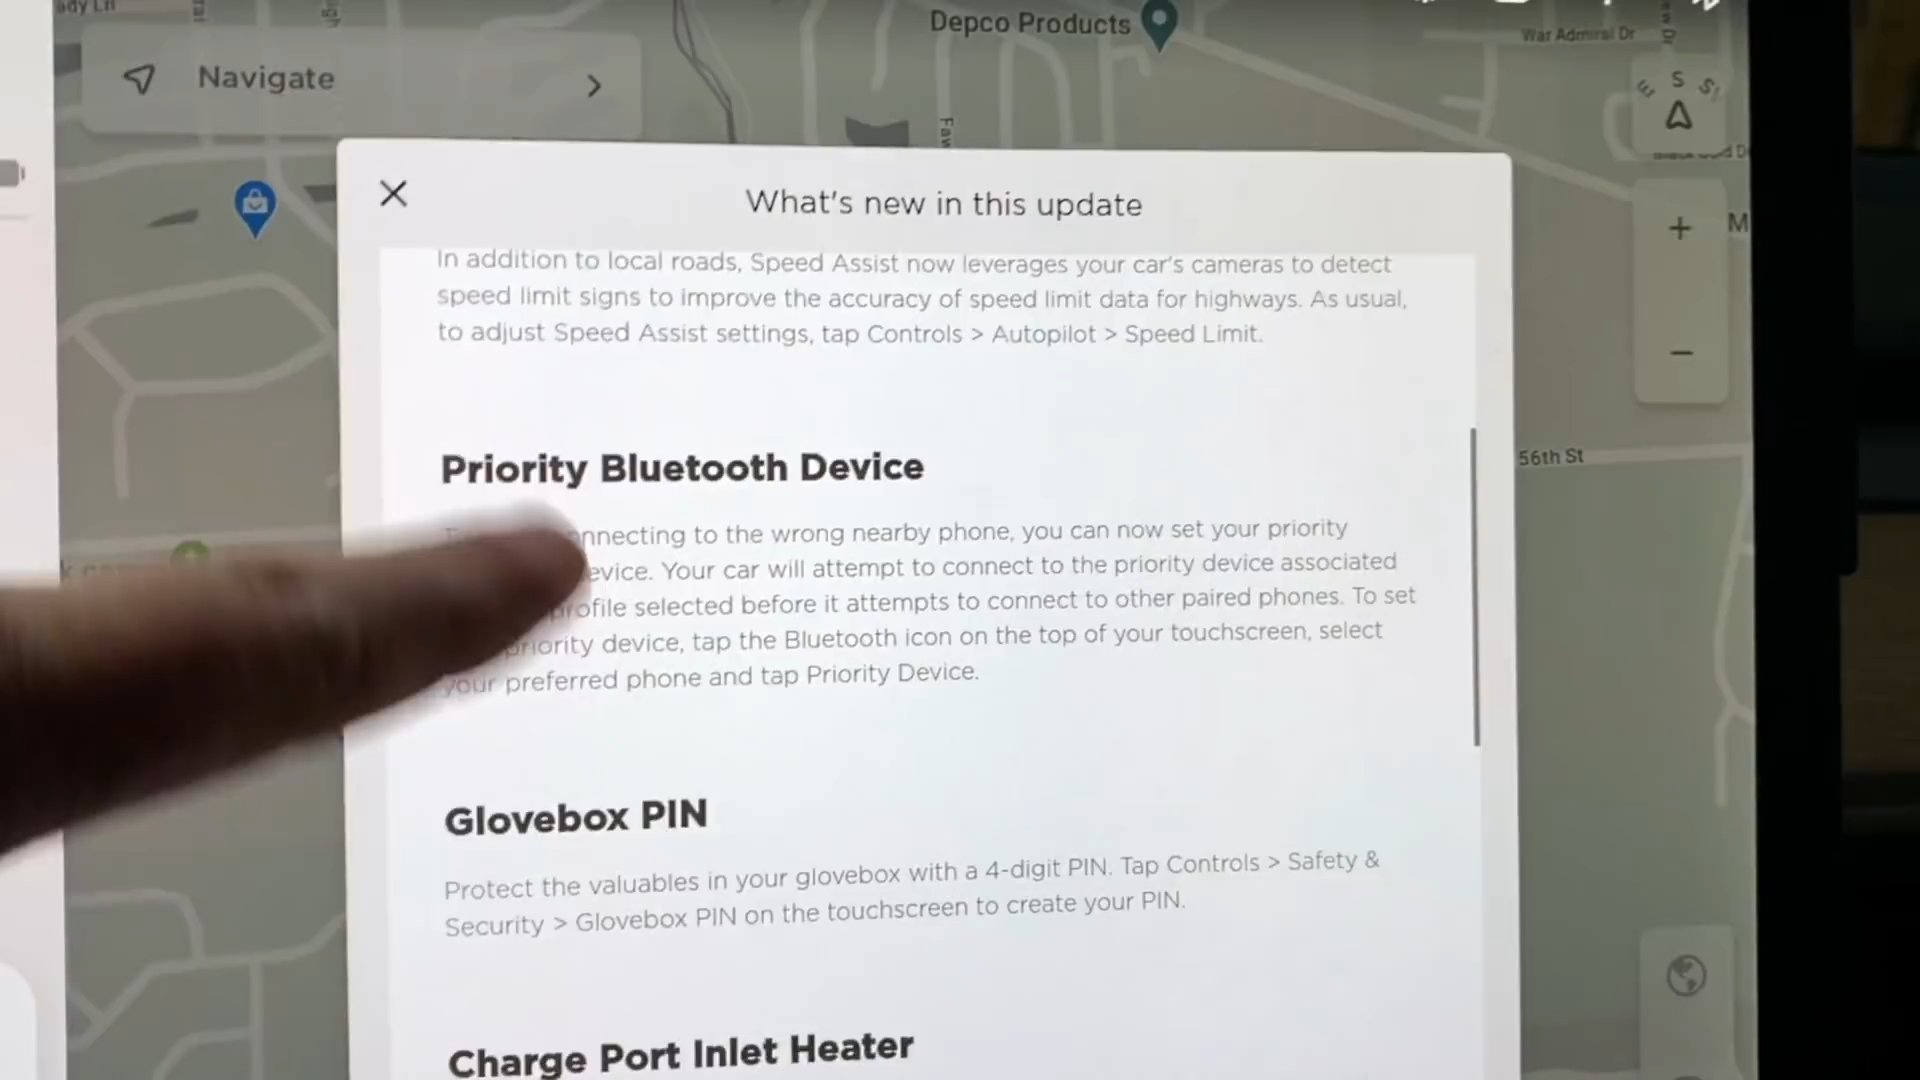 Depco Products
War Admiral Dr
Navigate
E S
What's new in this update
M
In addition to local roads, Speed Assist now leverages your car's cameras to detect
speed limit signs to improve the accuracy of speed limit data for highways. As usual,
to adjust Speed Assist settings, tap Controls > Autopilot > Speed Limit.
56th St
Priority Bluetooth Device
nnecting to the wrong nearby phone, you can now set your priority
evice. Your car will attempt to connect to the priority device associated
profile selected before it attempts to connect to other paired phones. To set
priority device, tap the Bluetooth icon on the top of your touchscreen, select
your preferred phone and tap Priority Device.
Glovebox PIN
Protect the valuables in your glovebox with a 4-digit PIN. Tap Controls > Safety &
Security > Glovebox PIN on the touchscreen to create your PIN.
Charge Port Inlet Heater